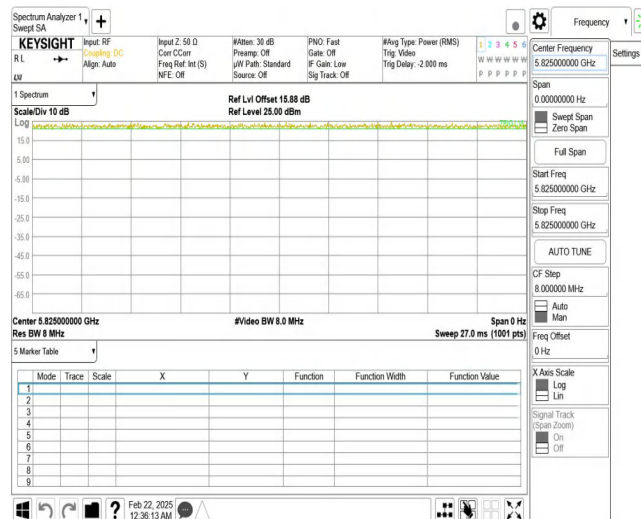 Spectrum Analyzer 1
Swept SA
+
Frequency
Settings
KEYSIGHT
R L
Input: RF
Coupling: DC
Align: Auto
Input Z: 50 Ω
Corr CCorr
Freq Ref: Int (S)
NFE: Off
#Atten: 30 dB
Preamp: Off
µW Path: Standard
Source: Off
PNO: Fast
Gate: Off
IF Gain: Low
Sig Track: Off
#Avg Type: Power (RMS)
Trig: Video
Trig Delay: -2.000 ms
1 2 3 4 5 6
W W W W W W
P P P P P P
1 Spectrum
Scale/Div 10 dB
Log
Ref Lvl Offset 15.88 dB
Ref Level 25.00 dBm
TRIG LVL
15.0
5.00
-5.00
-15.0
-25.0
-35.0
-45.0
-55.0
-65.0
Center 5.825000000 GHz
Res BW 8 MHz
#Video BW 8.0 MHz
Span 0 Hz
Sweep 27.0 ms (1001 pts)
5 Marker Table
Mode Trace Scale X Y Function Function Width Function Value
1
2
3
4
5
6
7
8
9
?
Feb 22, 2025
12:36:13 AM
Center Frequency
5.825000000 GHz
Span
0.00000000 Hz
Swept Span
Zero Span
Full Span
Start Freq
5.825000000 GHz
Stop Freq
5.825000000 GHz
AUTO TUNE
CF Step
8.000000 MHz
Auto
Man
Freq Offset
0 Hz
X Axis Scale
Log
Lin
Signal Track
(Span Zoom)
On
Off